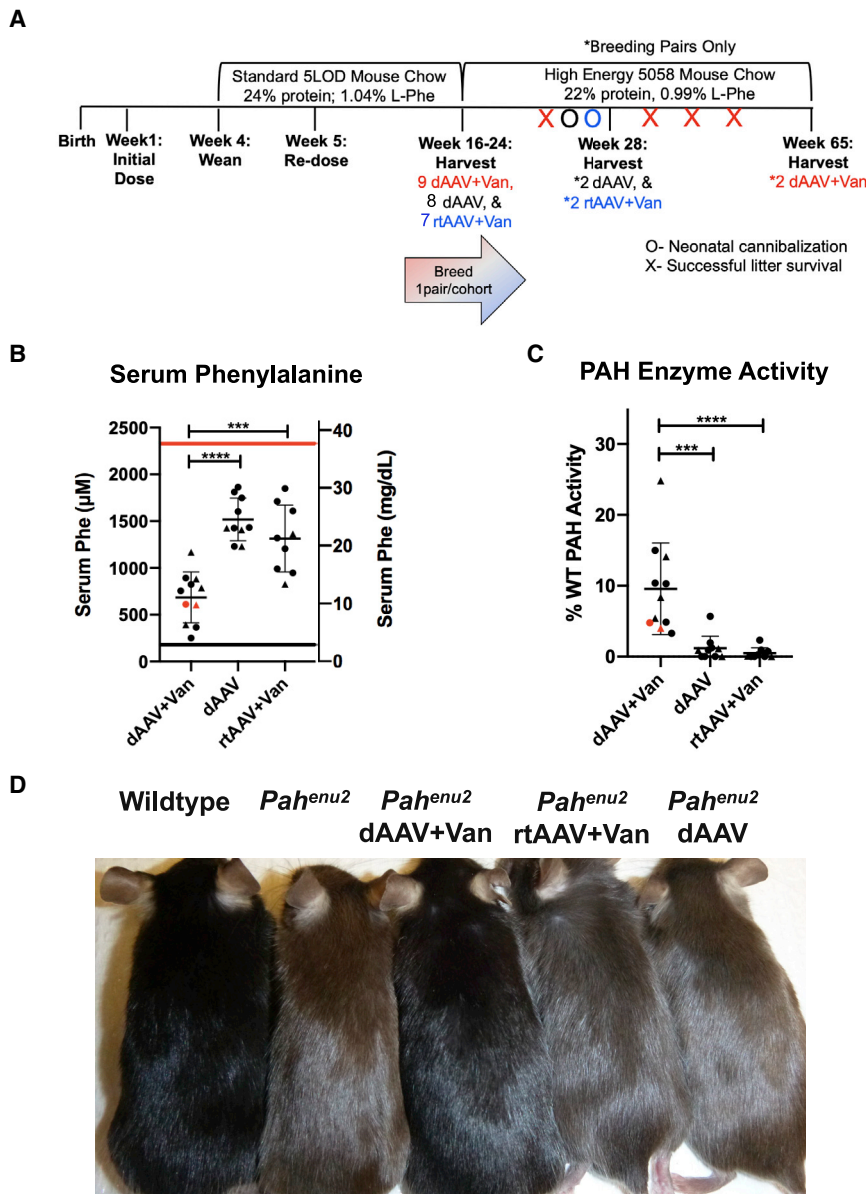 A
*Breeding Pairs Only
Standard 5LOD Mouse Chow
24% protein; 1.04% L-Phe
High Energy 5058 Mouse Chow
22% protein, 0.99% L-Phe
X O O X X X
Birth
Week1:
Initial
Dose
Week 4:
Wean
Week 5:
Re-dose
Week 16-24:
Harvest
9 dAAV+Van,
8 dAAV, &
7 rtAAV+Van
Week 28:
Harvest
*2 dAAV, &
*2 rtAAV+Van
Week 65:
Harvest
*2 dAAV+Van
Breed
1pair/cohort
O- Neonatal cannibalization
X- Successful litter survival
B
Serum Phenylalanine
Serum Phe (µM)
2500
2000
1500
1000
500
0
***
****
40
30
20
10
0
Serum Phe (mg/dL)
dAAV+Van
dAAV
rtAAV+Van
C
PAH Enzyme Activity
% WT PAH Activity
30
20
10
0
****
***
dAAV+Van
dAAV
rtAAV+Van
D
Wildtype
Pahenu2
Pahenu2
dAAV+Van
Pahenu2
rtAAV+Van
Pahenu2
dAAV